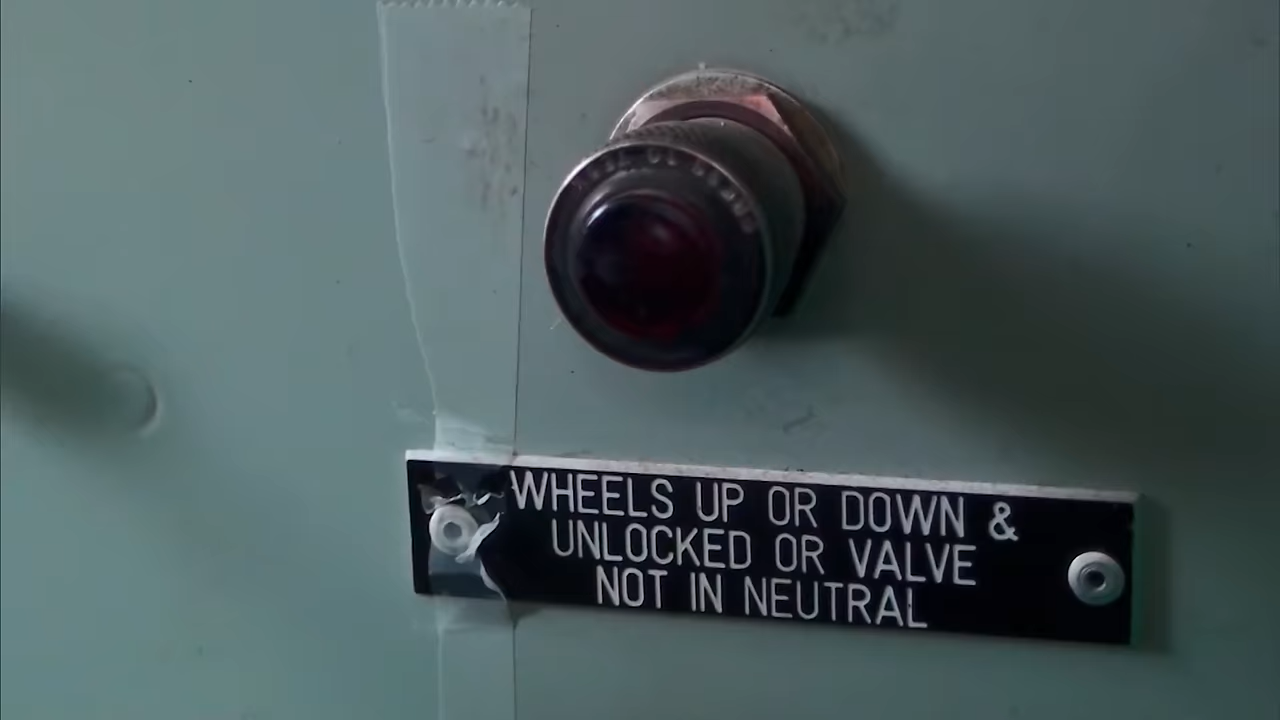 WHEELS UP OR DOWN &
UNLOCKED OR VALVE
NOT IN NEUTRAL